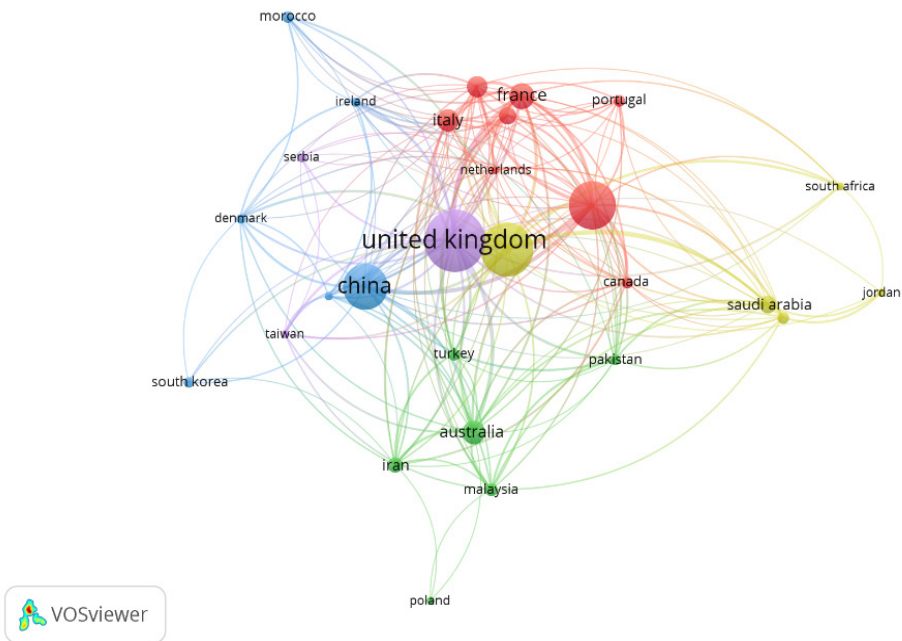 morocco
france
portugal
ireland
italy
serbia
netherlands
south africa
denmark
united kingdom
china
canada
saudi arabia
jordan
taiwan
turkey
pakistan
south korea
australia
iran
malaysia
poland
VOSviewer